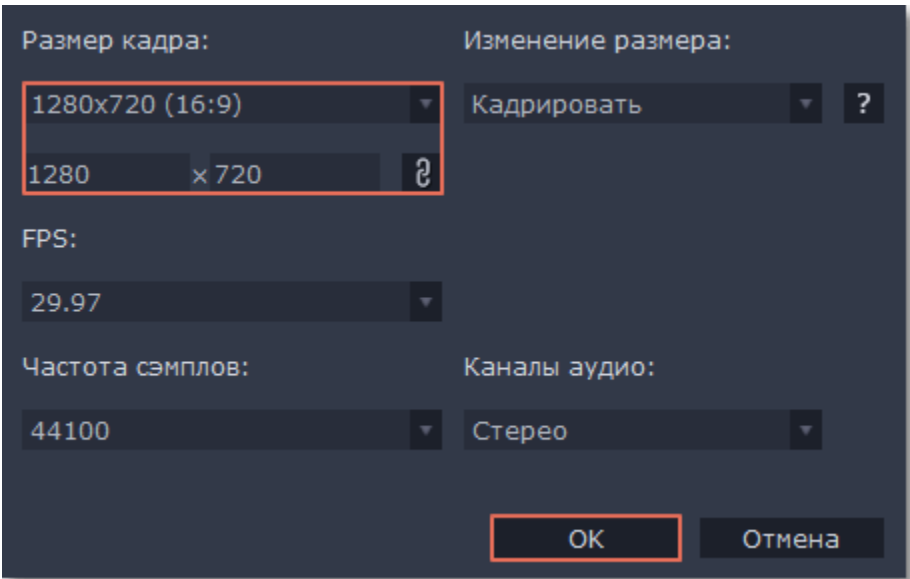 Размер кадра:
Изменение размера:
1280x720 (16:9)
Кадрировать
?
1280 x 720
FPS:
29.97
Частота сэмплов:
Каналы аудио:
44100
Стерео
OK
Отмена